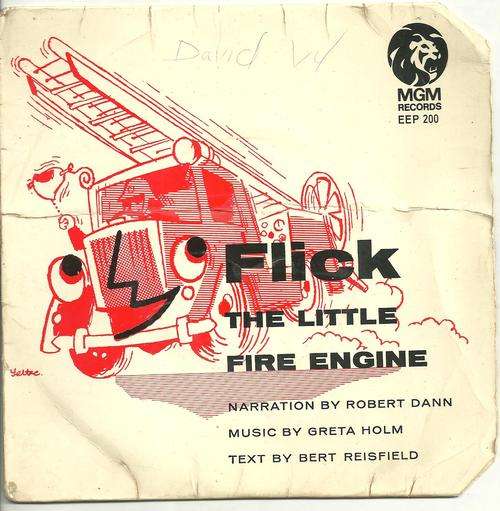 David
MGM
RECORDS
EEP 200
Flick
THE LITTLE
FIRE ENGINE
NARRATION BY ROBERT DANN
MUSIC BY GRETA HOLM
TEXT BY BERT REISFIELD